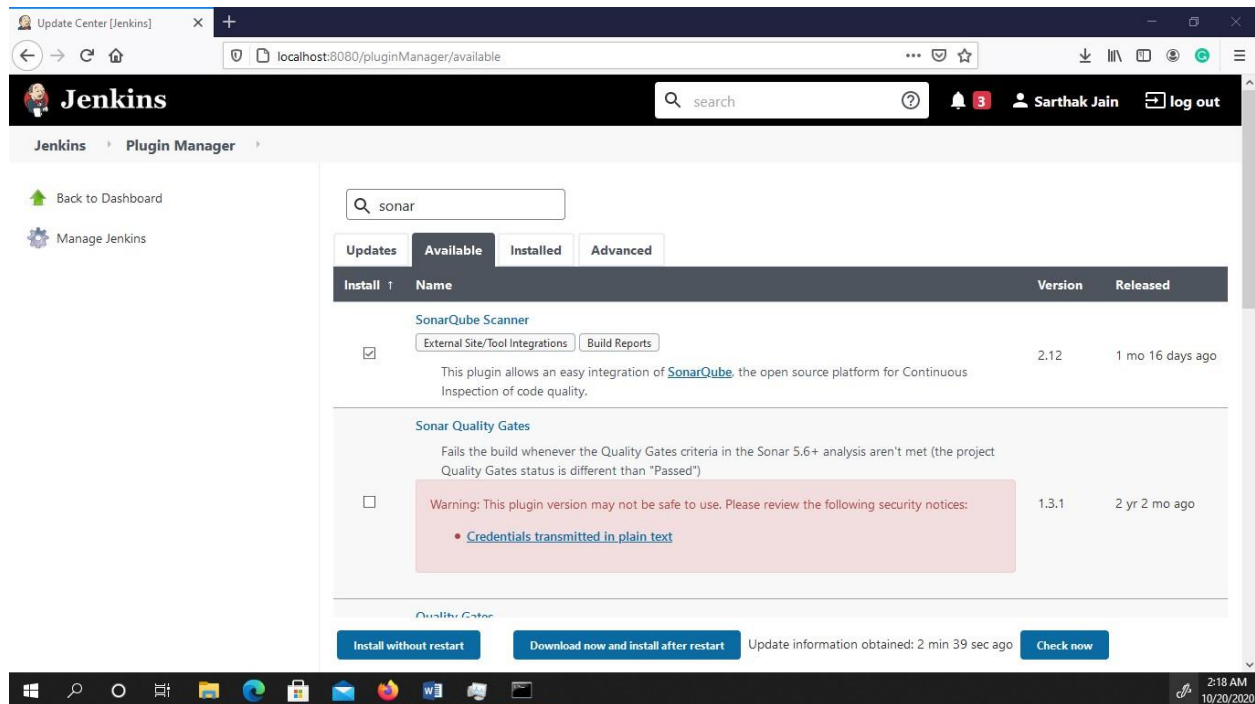 Update Center [Jenkins]
localhost:8080/pluginManager/available
Jenkins
search
3
Sarthak Jain
log out
Jenkins
Plugin Manager
Back to Dashboard
Manage Jenkins
sonar
Updates
Available
Installed
Advanced
Install ↑
Name
Version
Released
SonarQube Scanner
External Site/Tool Integrations
Build Reports
This plugin allows an easy integration of SonarQube, the open source platform for Continuous
Inspection of code quality.
2.12
1 mo 16 days ago
Sonar Quality Gates
Fails the build whenever the Quality Gates criteria in the Sonar 5.6+ analysis aren't met (the project
Quality Gates status is different than "Passed")
Warning: This plugin version may not be safe to use. Please review the following security notices:
• Credentials transmitted in plain text
1.3.1
2 yr 2 mo ago
Quality Gates
Install without restart
Download now and install after restart
Update information obtained: 2 min 39 sec ago
Check now
2:18 AM
10/20/2020